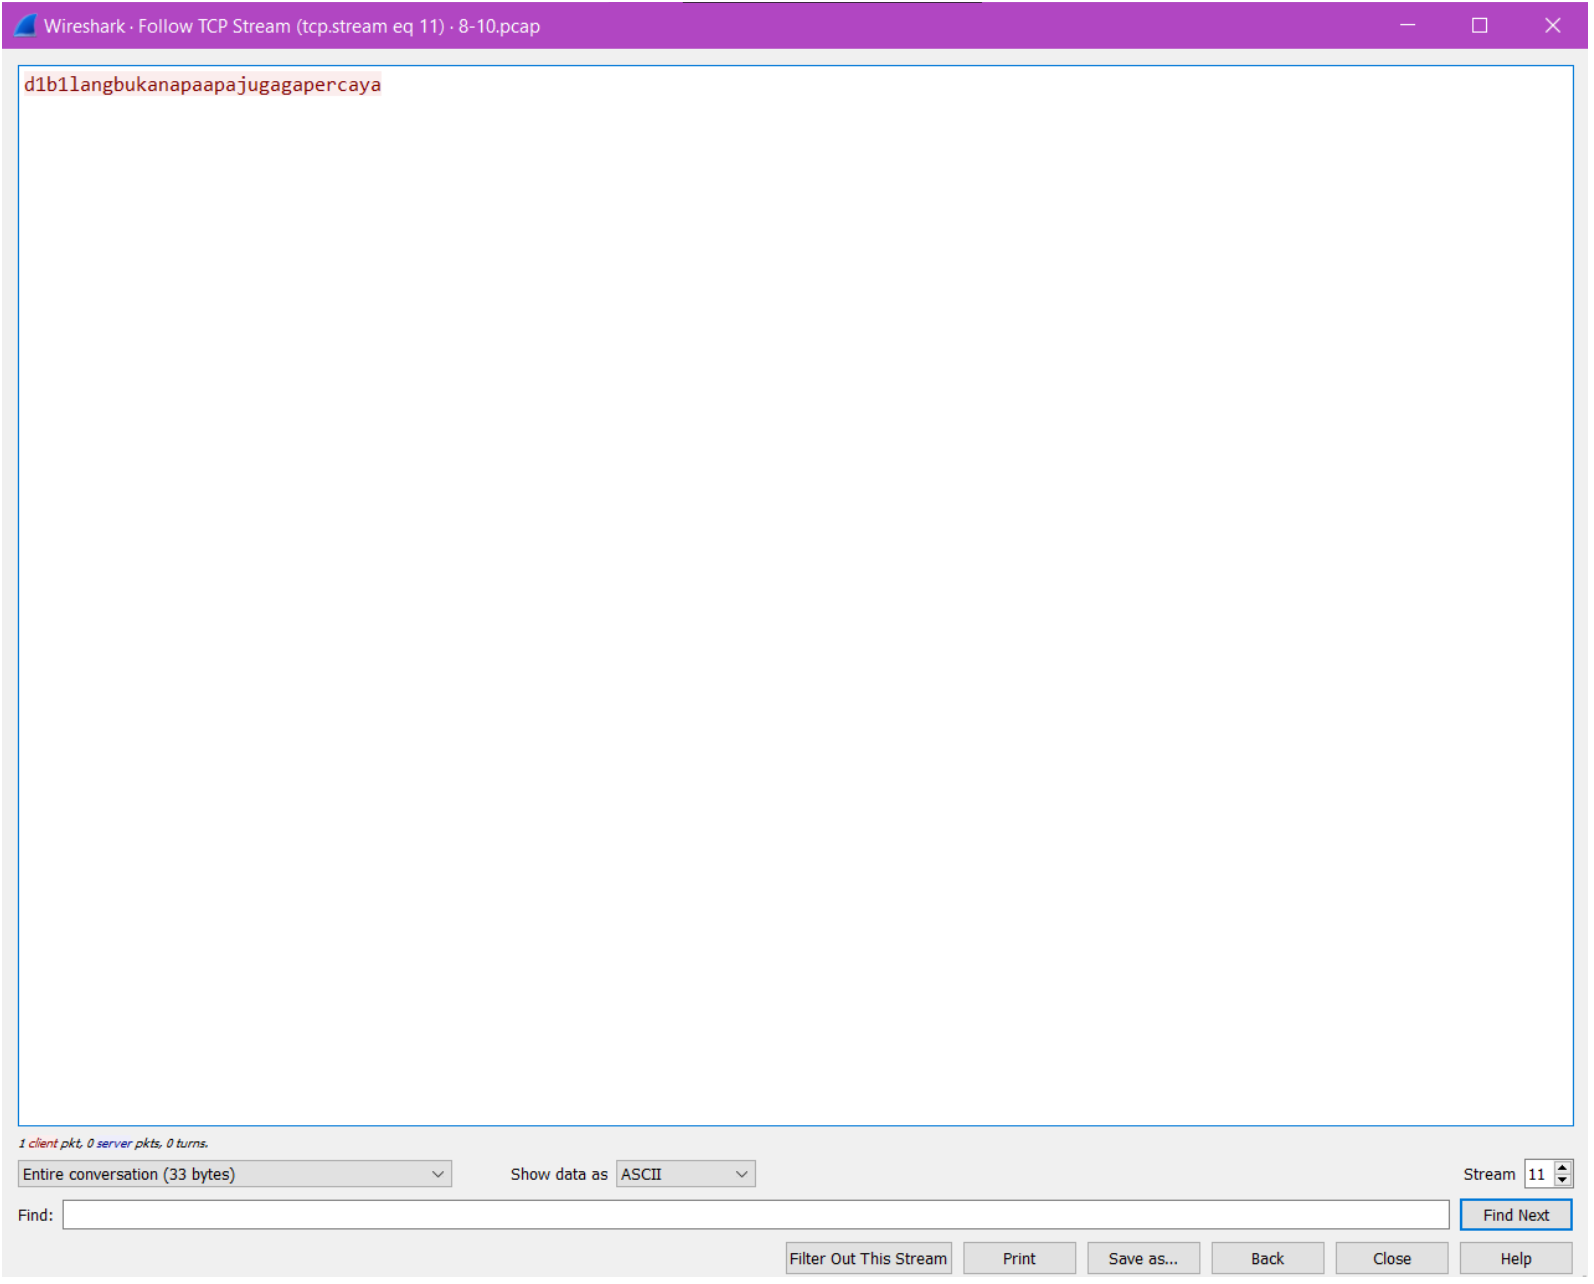 Wireshark · Follow TCP Stream (tcp.stream eq 11) · 8-10.pcap
d1b1langbukanapaapajugagapercaya
1 client pkt, 0 server pkts, 0 turns.
Entire conversation (33 bytes)
Show data as ASCII
Stream 11
Find:
Find Next
Filter Out This Stream
Print
Save as...
Back
Close
Help